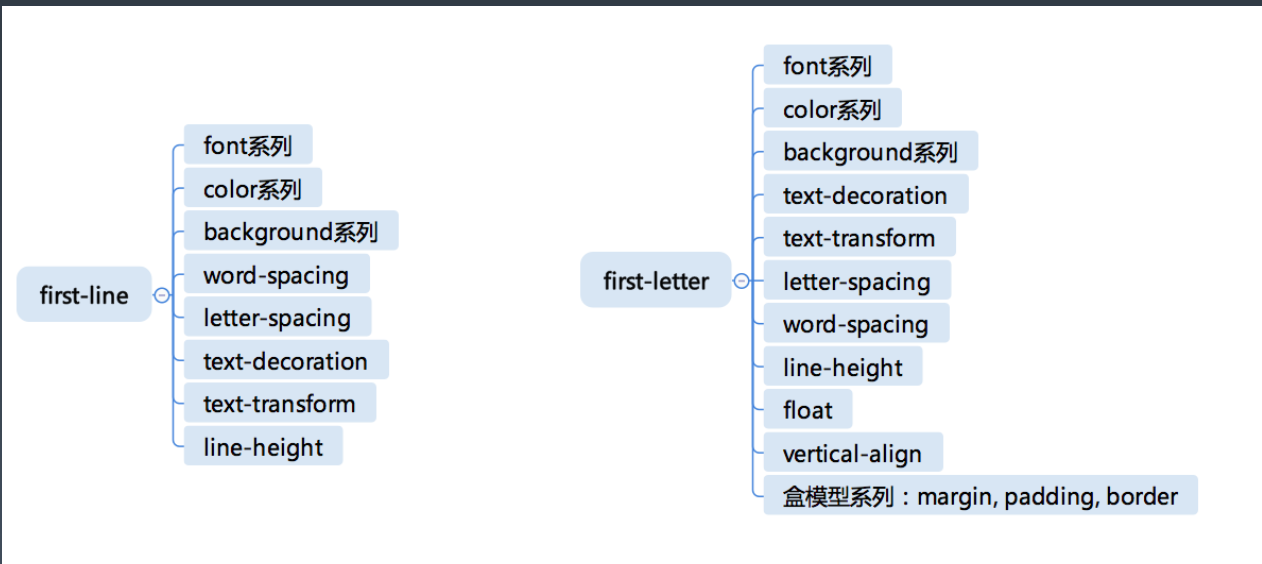 first-line
font系列
color系列
background系列
word-spacing
letter-spacing
text-decoration
text-transform
line-height
first-letter
font系列
color系列
background系列
text-decoration
text-transform
letter-spacing
word-spacing
line-height
float
vertical-align
盒模型系列：margin, padding, border